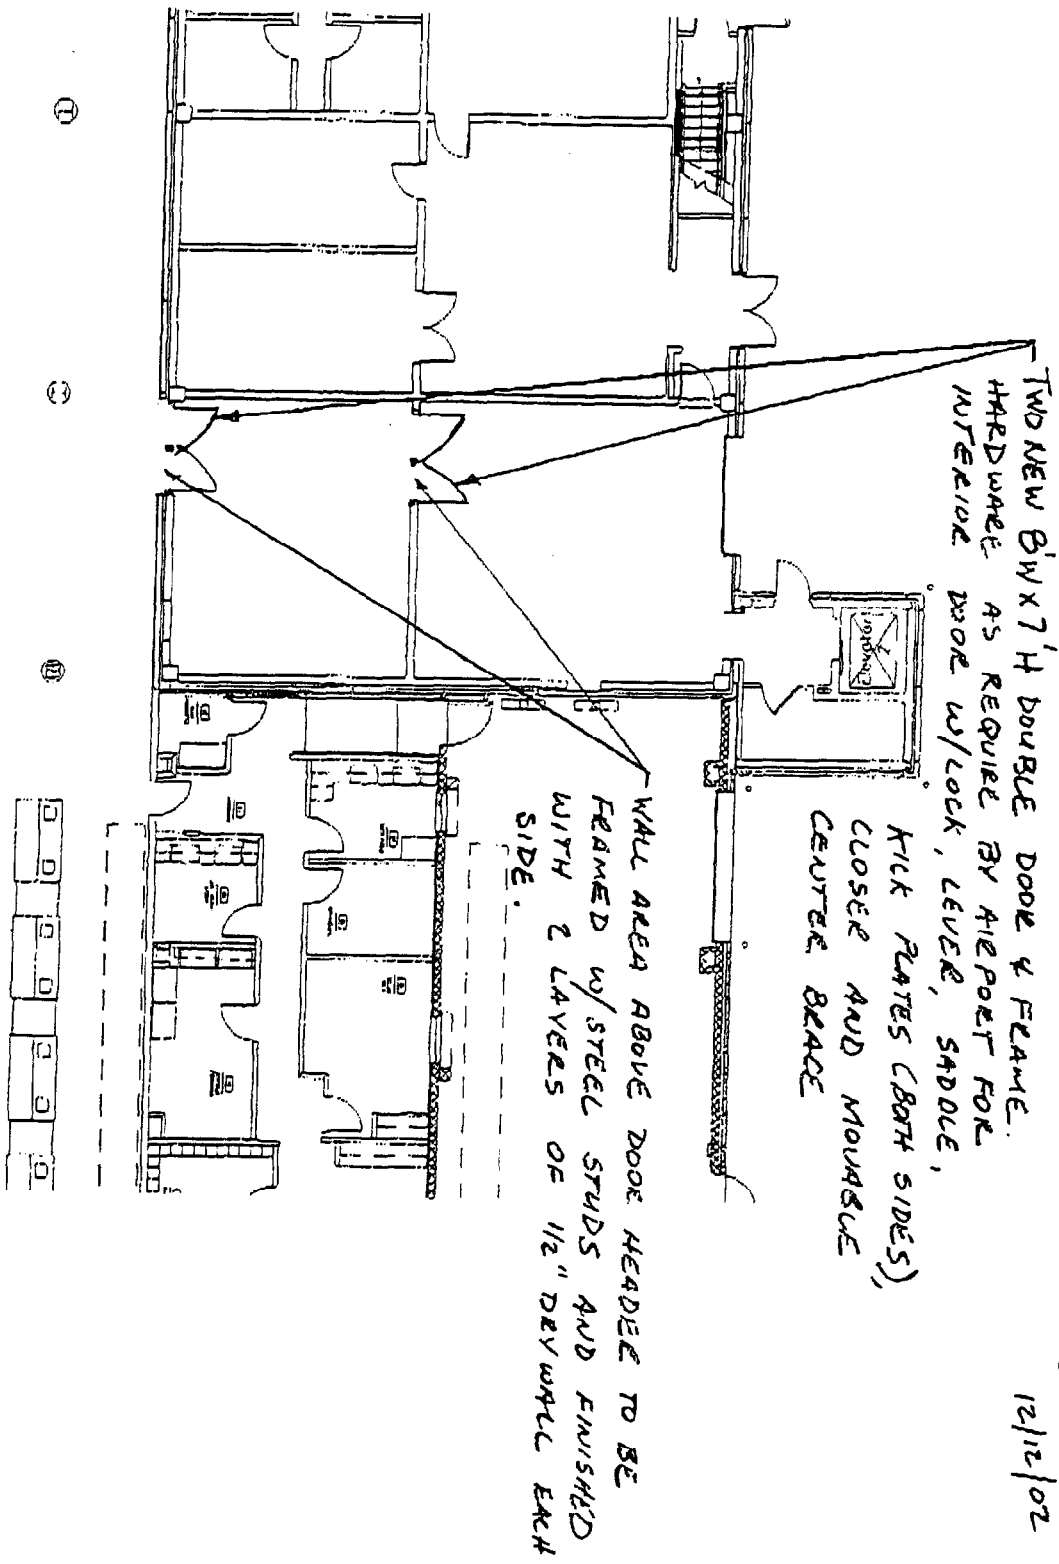 12/12/02
TWO NEW 8'W x 7'H DOUBLE DOOR & FRAME.
HARDWARE AS REQUIRE BY AIRPORT FOR
INTERIOR DOOR W/LOCK, LEVER, SADDLE,
KICK PLATES (BOTH SIDES),
CLOSER AND MOVABLE
CENTER BRACE
Elevator
2
WALL AREA ABOVE DOOR HEADER TO BE
FRAMED W/STEEL STUDS AND FINISHED
WITH 2 LAYERS OF 1/2" DRYWALL EACH
SIDE.